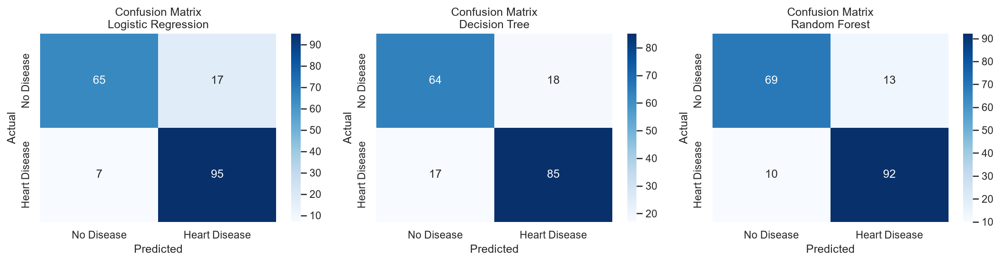 Confusion Matrix
Logistic Regression
Actual
No Disease
Heart Disease
65
17
7
95
90
80
70
60
50
40
30
20
10
No Disease
Heart Disease
Predicted
Confusion Matrix
Decision Tree
Actual
No Disease
Heart Disease
64
18
17
85
80
70
60
50
40
30
20
No Disease
Heart Disease
Predicted
Confusion Matrix
Random Forest
Actual
No Disease
Heart Disease
69
13
10
92
90
80
70
60
50
40
30
20
10
No Disease
Heart Disease
Predicted